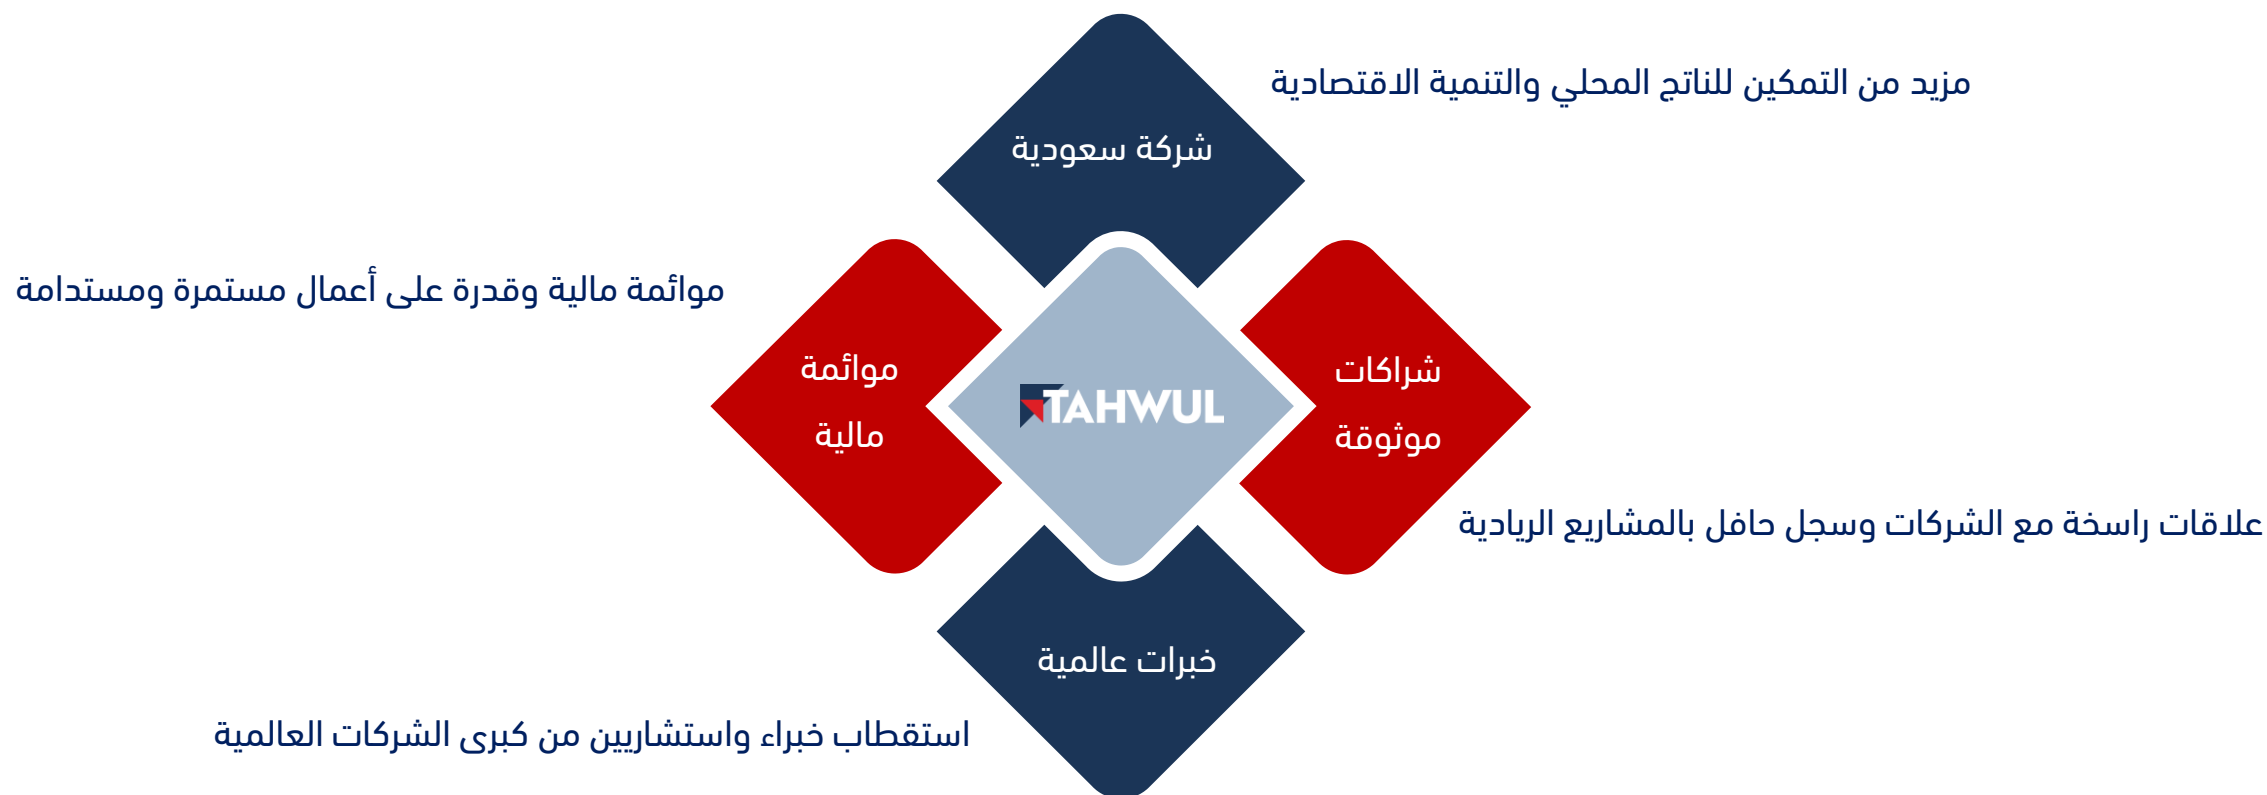 مزيد من التمكين للناتج المحلي والتنمية الاقتصادية
شركة سعودية
موائمة مالية وقدرة على أعمال مستمرة ومستدامة
شراكات
موثوقة
TAHWUL
موائمة
مالية
علاقات راسخة مع الشركات وسجل حافل بالمشاريع الريادية
خبرات عالمية
استقطاب خبراء واستشاريين من كبرى الشركات العالمية